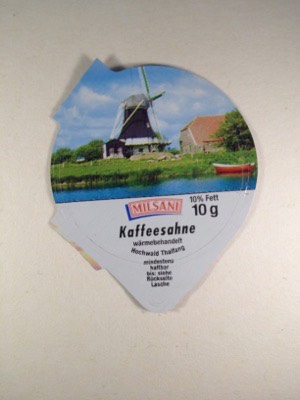 MILSANI
10% Fett
10 g
Kaffeesahne
wärmebehandelt
Hochwald Thalfang
mindestens
haltbar
bis: siehe
Rückseite
Lasche